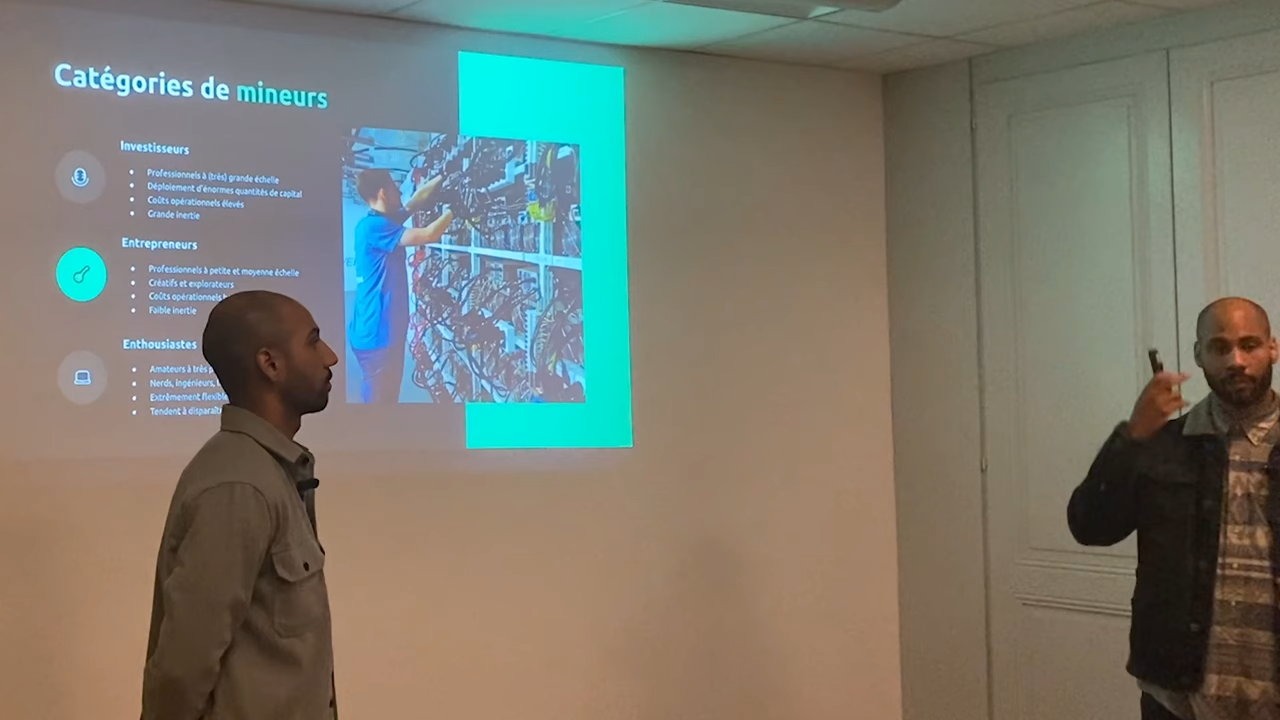 Catégories de mineurs
Investisseurs
Professionnels à (très) grande échelle
Déploiement d'énormes quantités de capital
Coûts opérationnels élevés
Grande inertie
Entrepreneurs
Professionnels à petite et moyenne échelle
Créatifs et explorateurs
Coûts opérationnels
Faible inertie
Enthousiastes
Amateurs à très
Nerds, ingénieurs,
Extrêmement
Tendent à